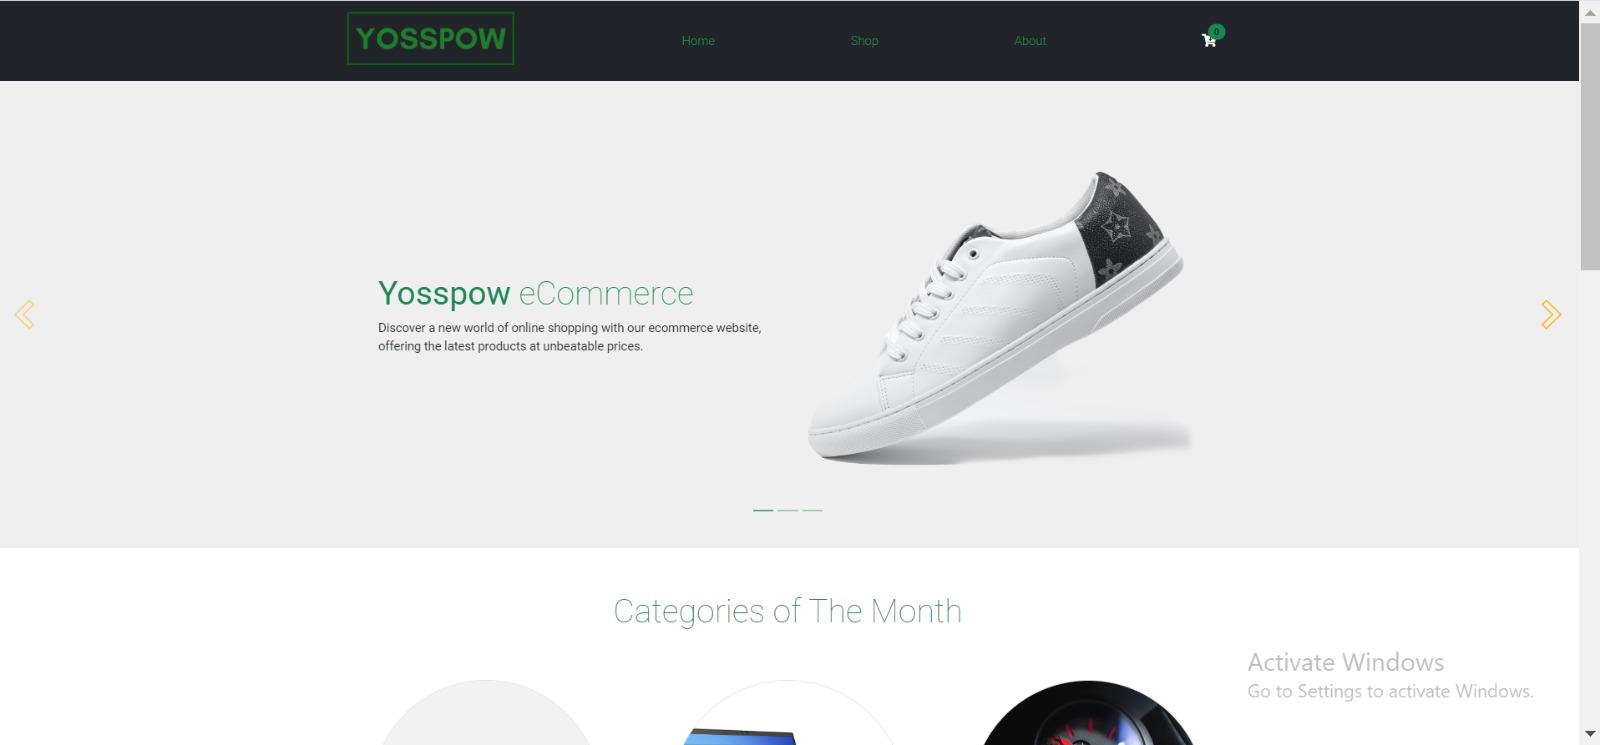 YOSSPOW
Home
Shop
About
0
Yosspow eCommerce
Discover a new world of online shopping with our ecommerce website,
offering the latest products at unbeatable prices.
Categories of The Month
Activate Windows
Go to Settings to activate Windows.